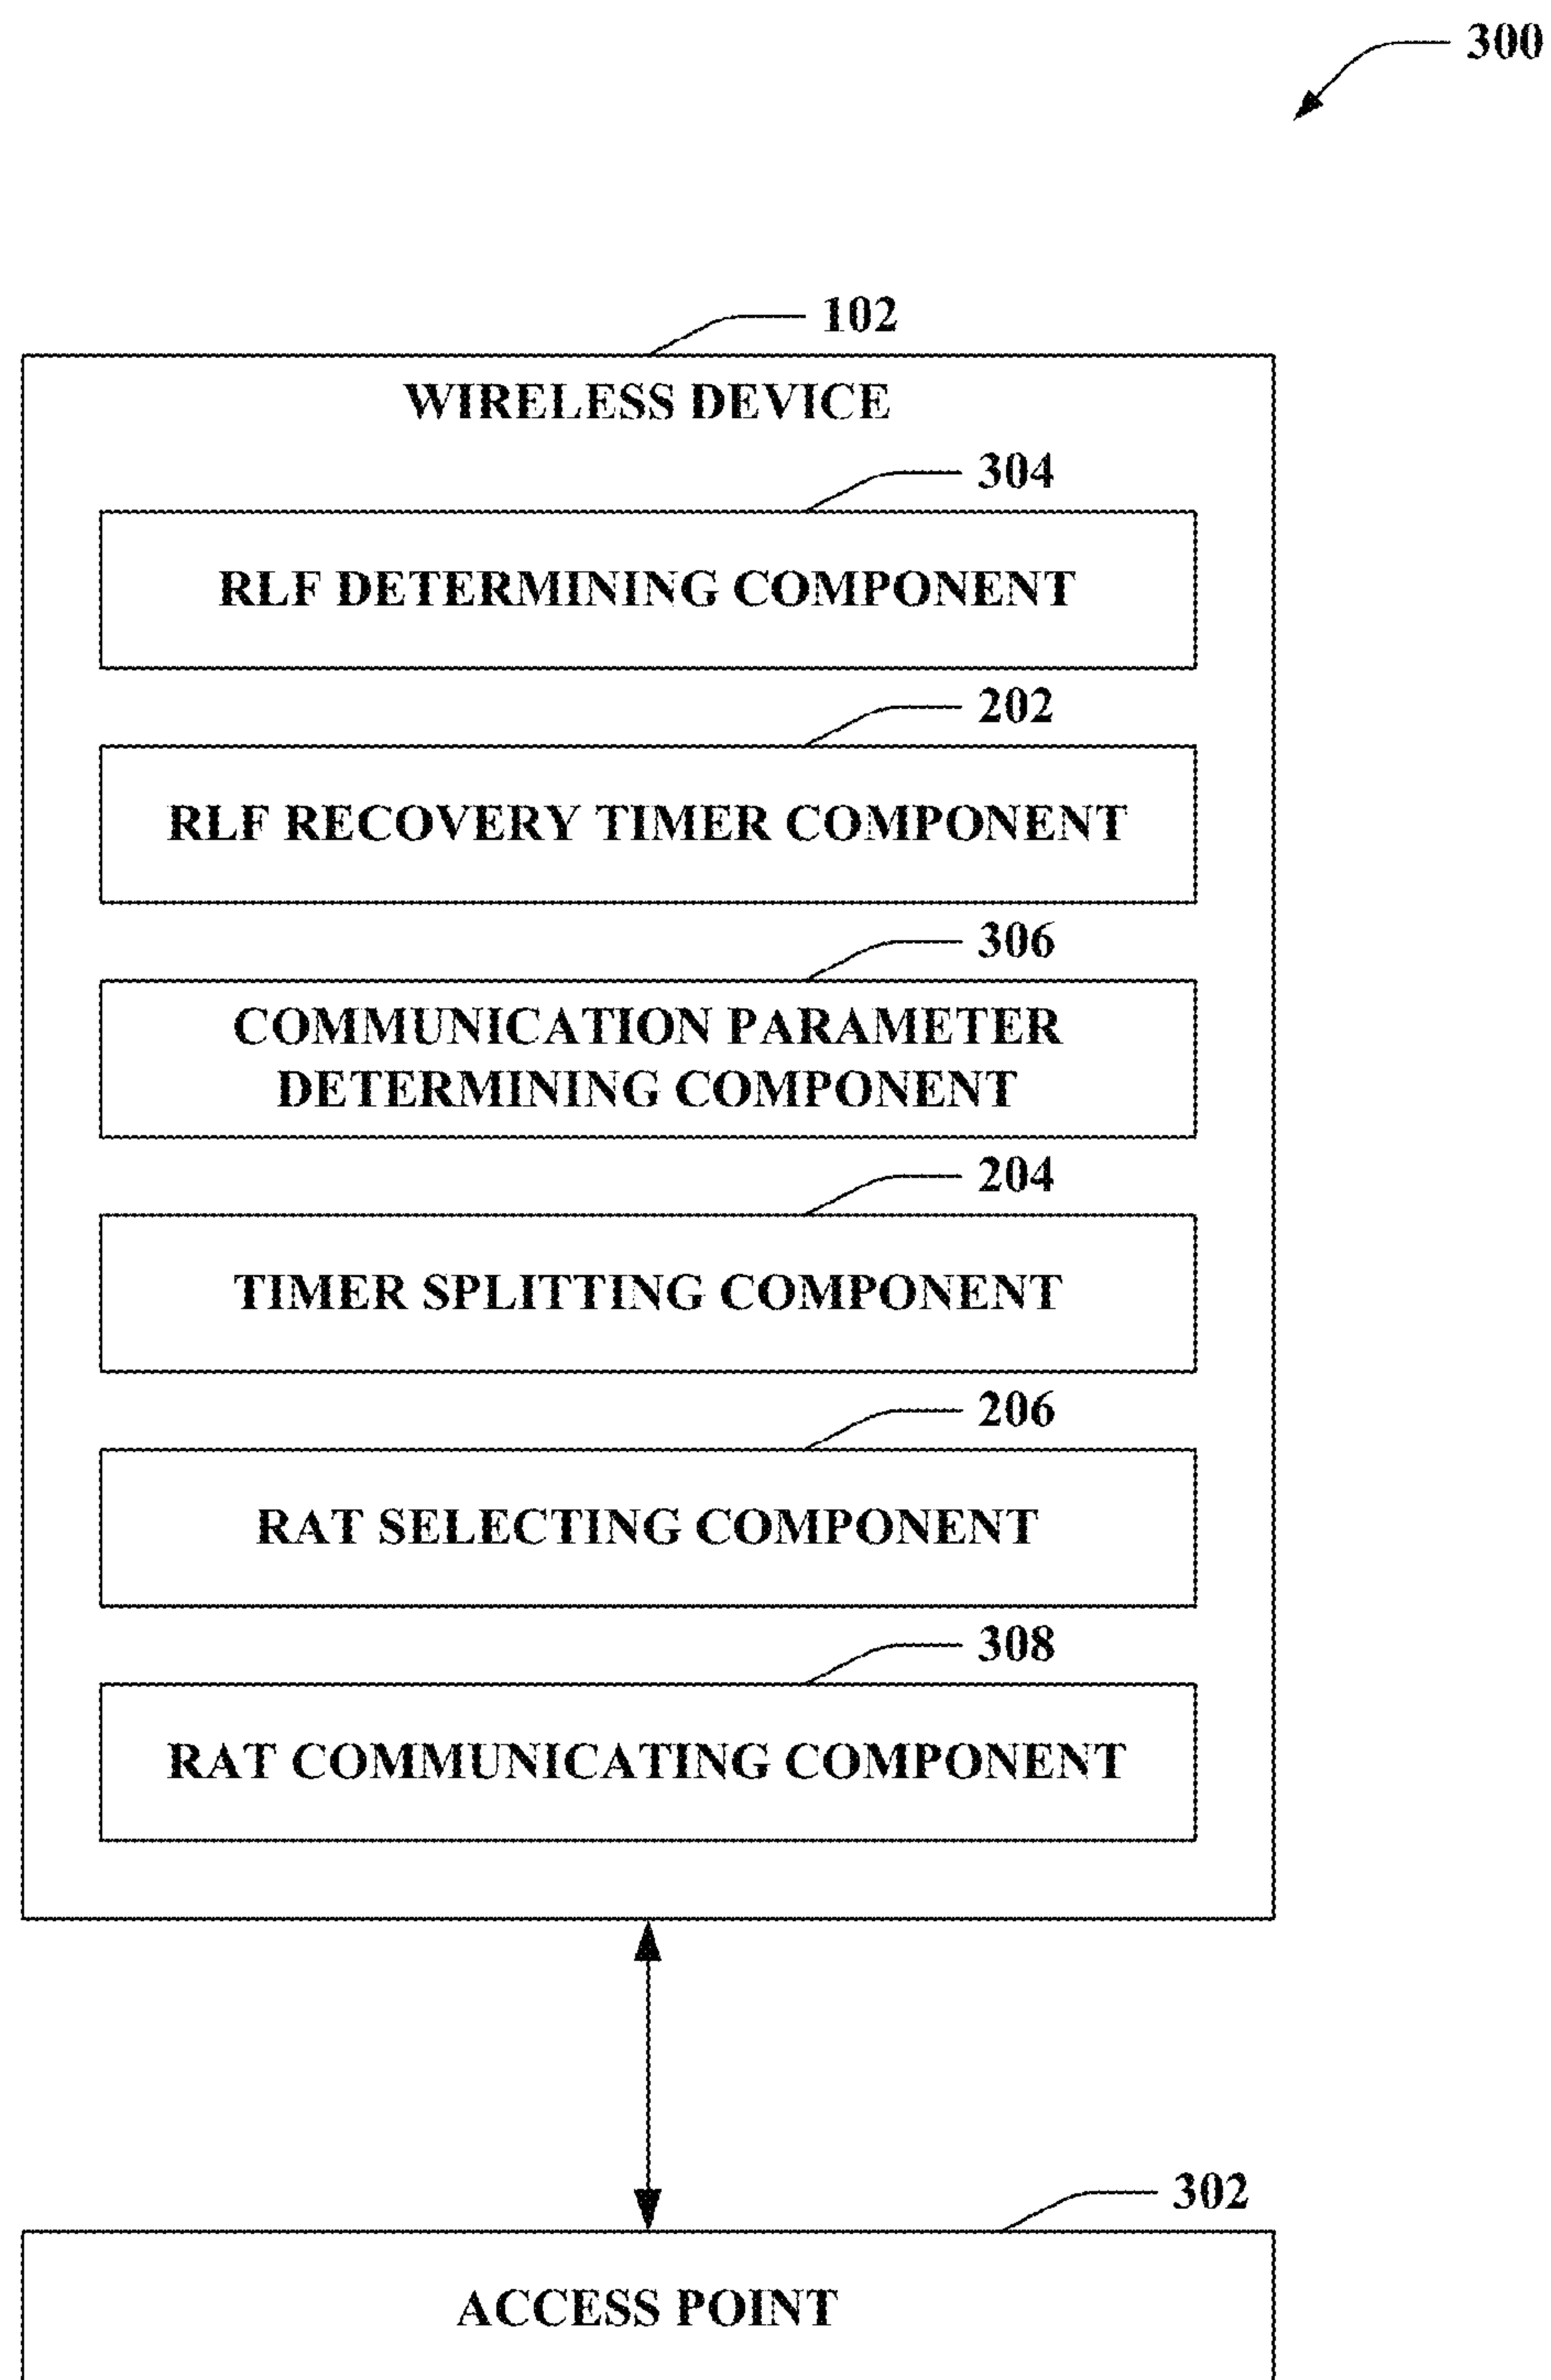 300
102
WIRELESS DEVICE
304
RLF DETERMINING COMPONENT
202
RLF RECOVERY TIMER COMPONENT
306
COMMUNICATION PARAMETER
DETERMINING COMPONENT
204
TIMER SPLITTING COMPONENT
206
RAT SELECTING COMPONENT
308
RAT COMMUNICATING COMPONENT
302
ACCESS POINT